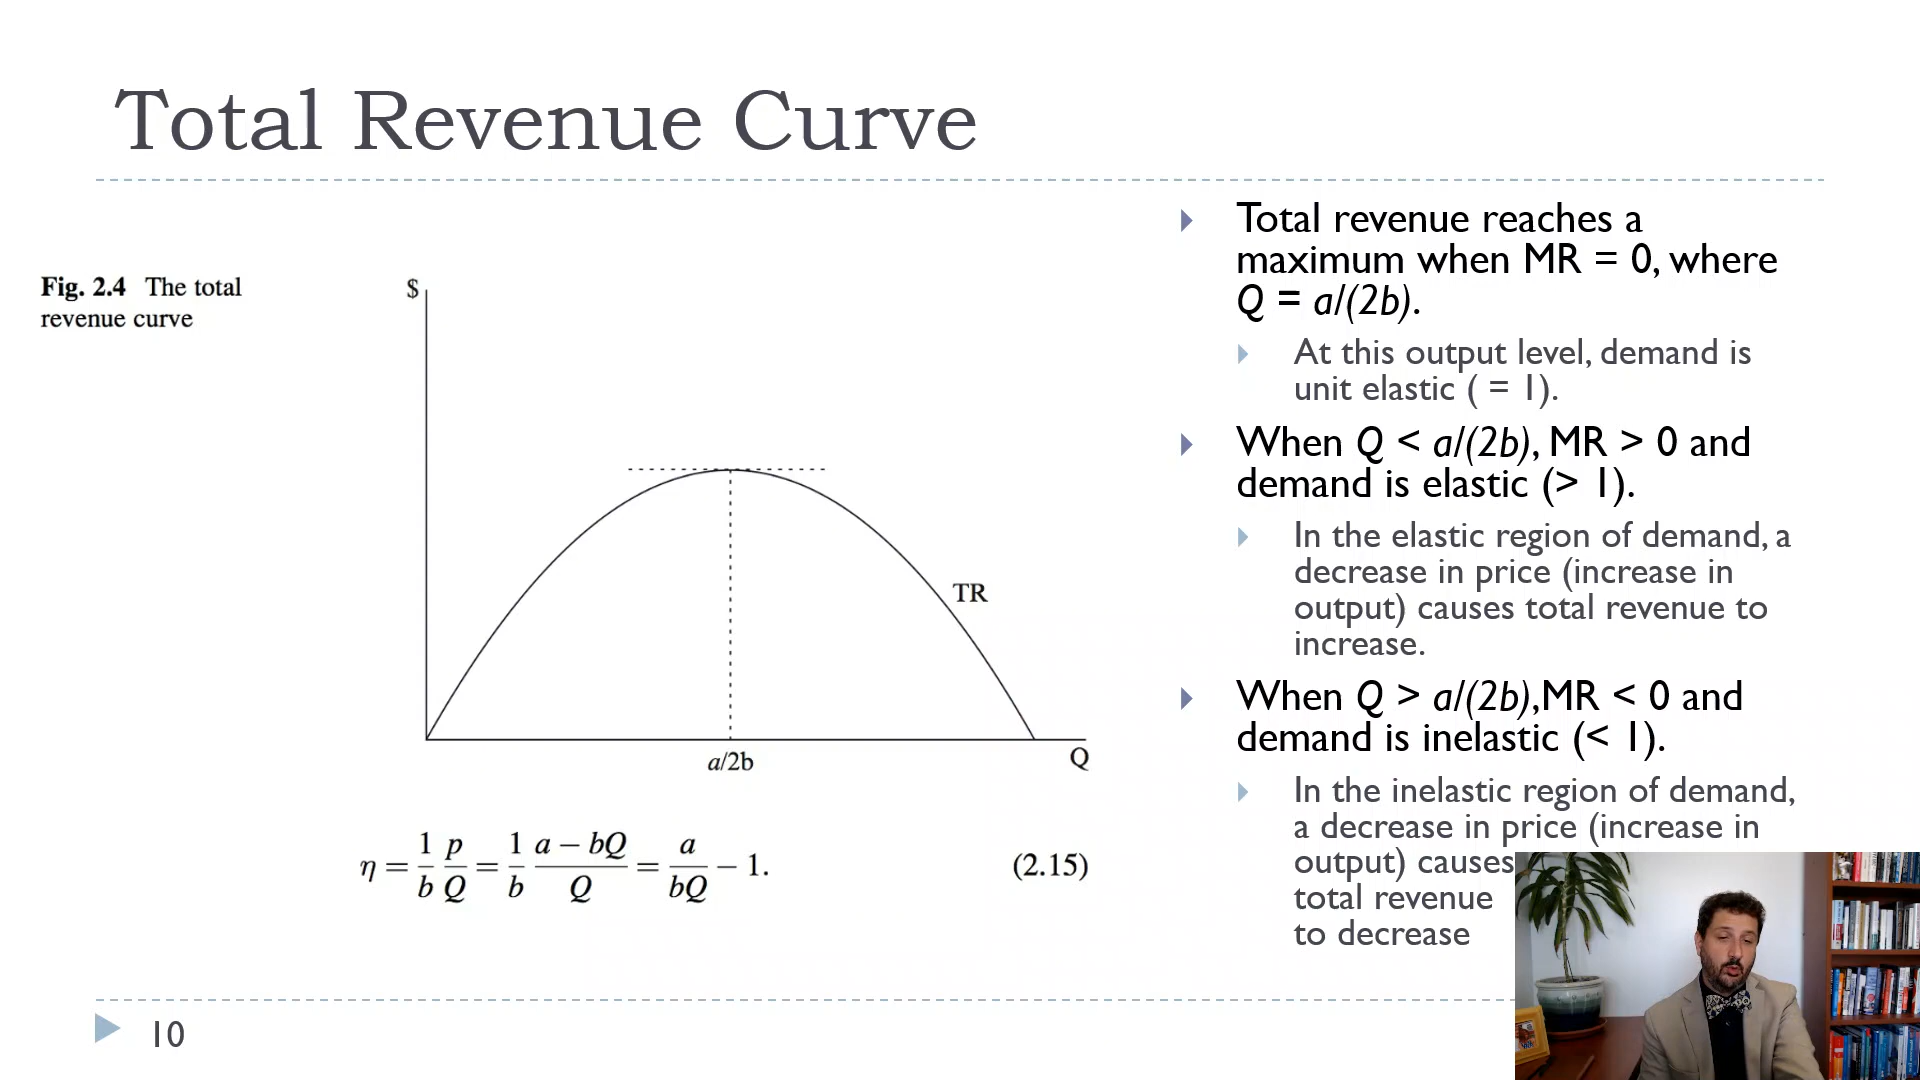 Total Revenue Curve
Fig. 2.4 The total
revenue curve
$
TR
a/2b
Q
η = 1/b p/Q = 1/b (a − bQ)/Q = a/bQ − 1. (2.15)
Total revenue reaches a
maximum when MR = 0, where
Q = a/(2b).
At this output level, demand is
unit elastic ( = 1).
When Q < a/(2b), MR > 0 and
demand is elastic (> 1).
In the elastic region of demand, a
decrease in price (increase in
output) causes total revenue to
increase.
When Q > a/(2b),MR < 0 and
demand is inelastic (< 1).
In the inelastic region of demand,
a decrease in price (increase in
output) causes
total revenue
to decrease
10